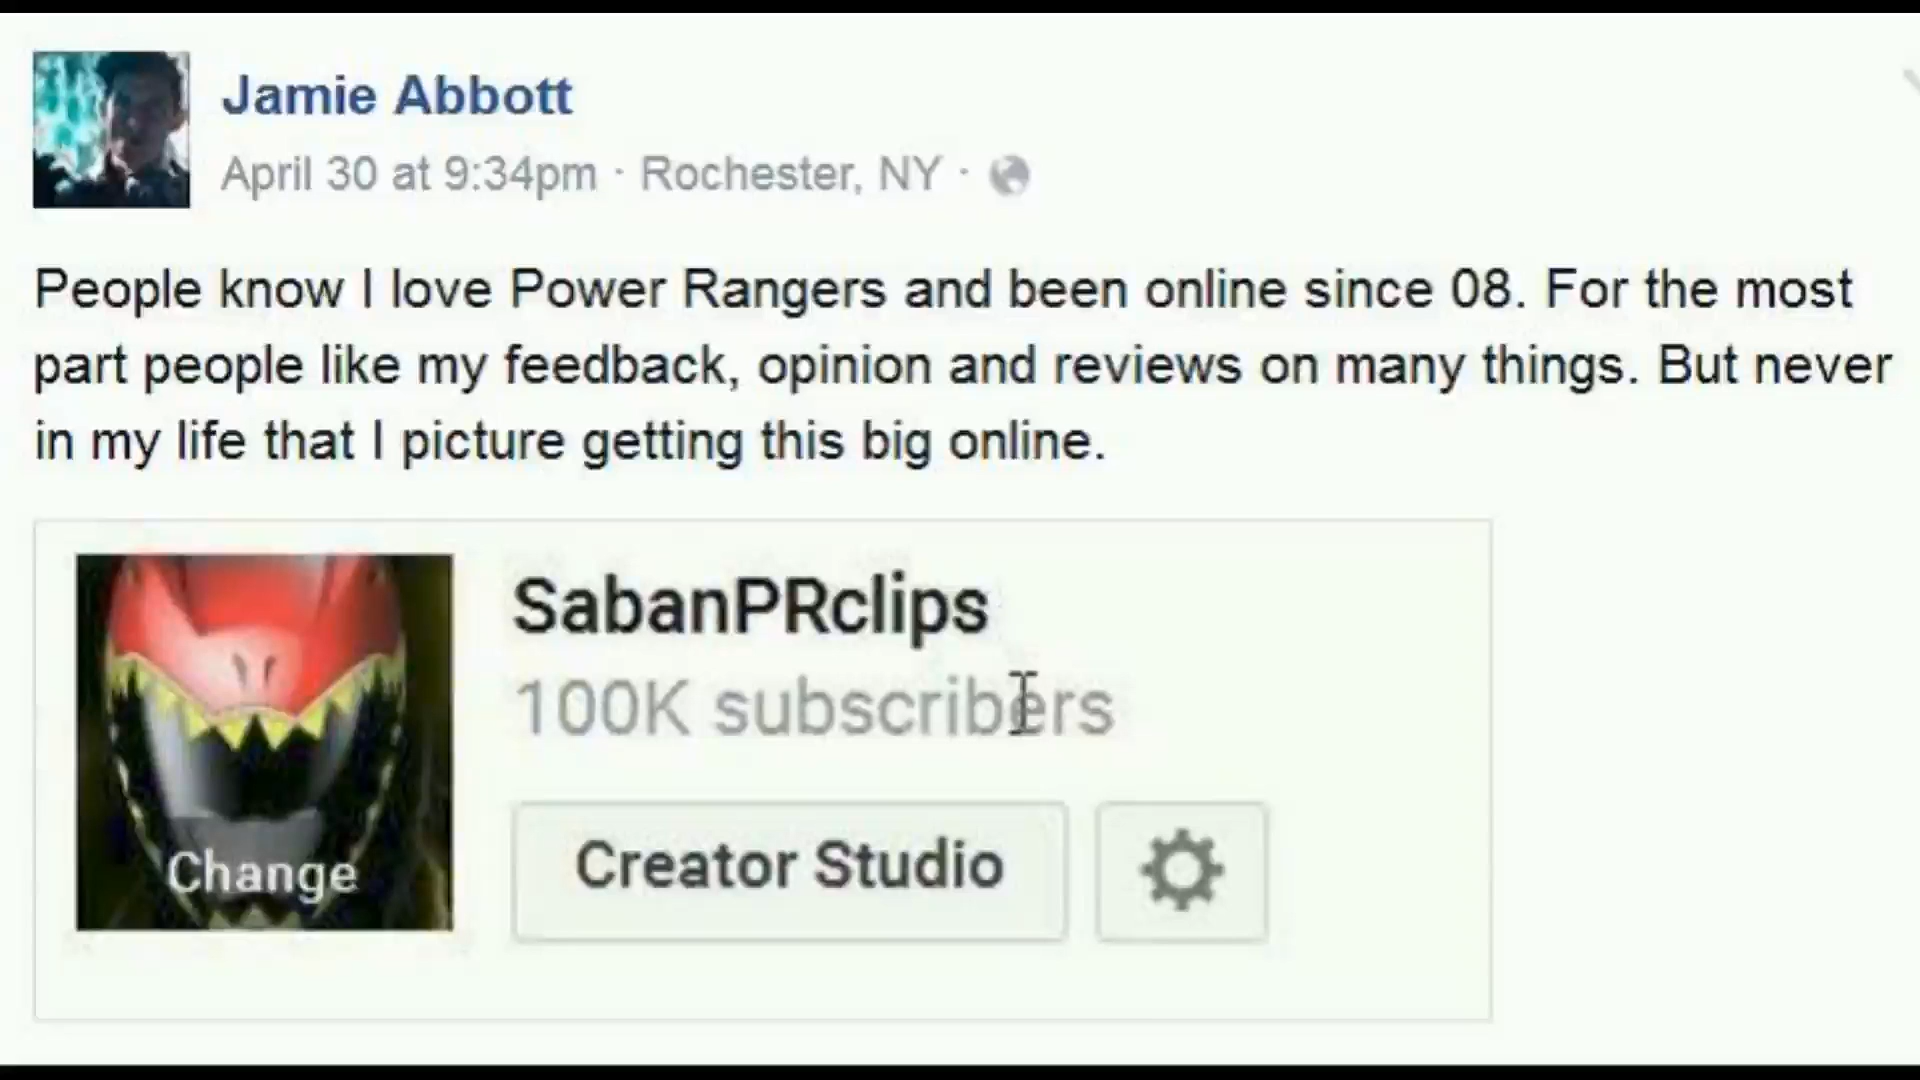 Jamie Abbott
April 30 at 9:34pm · Rochester, NY ·
People know I love Power Rangers and been online since 08. For the most
part people like my feedback, opinion and reviews on many things. But never
in my life that I picture getting this big online.
SabanPRclips
100K subscribers
Change
Creator Studio